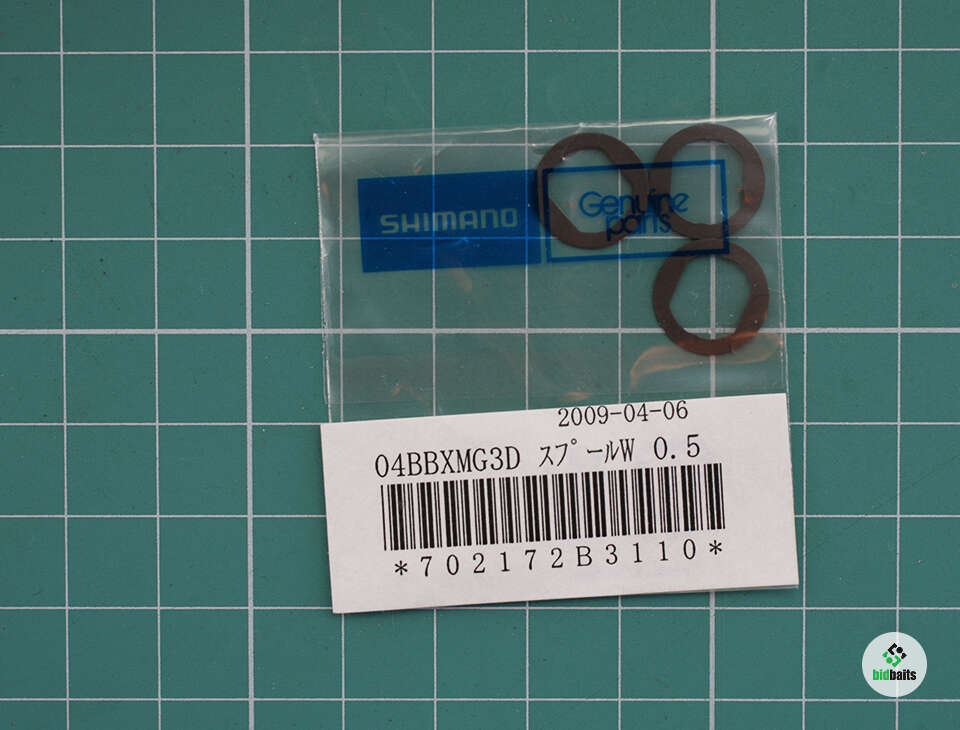 SHIMANO
Genuine
parts
2009-04-06
04BBXMG3D ｽﾌﾟｰﾙW 0.5
*702172B3110*
bidbaits